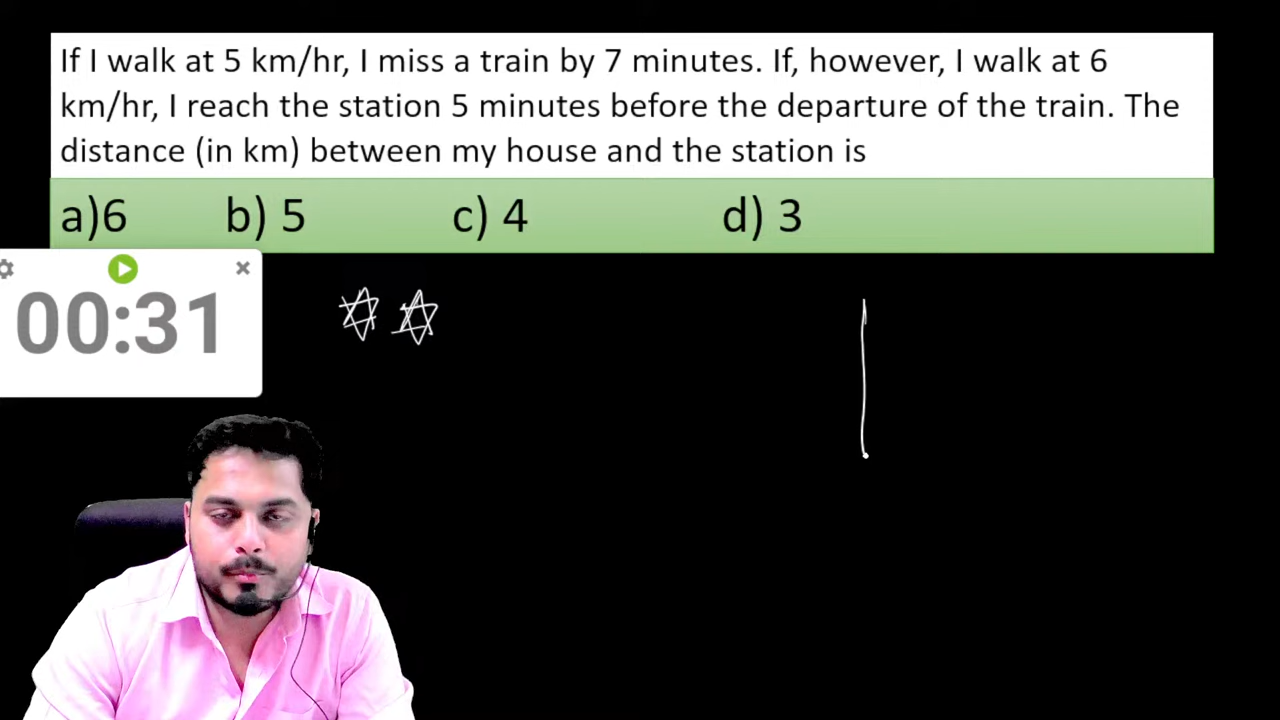 If I walk at 5 km/hr, I miss a train by 7 minutes. If, however, I walk at 6
km/hr, I reach the station 5 minutes before the departure of the train. The
distance (in km) between my house and the station is
a)6 b) 5 c) 4 d) 3
00:31